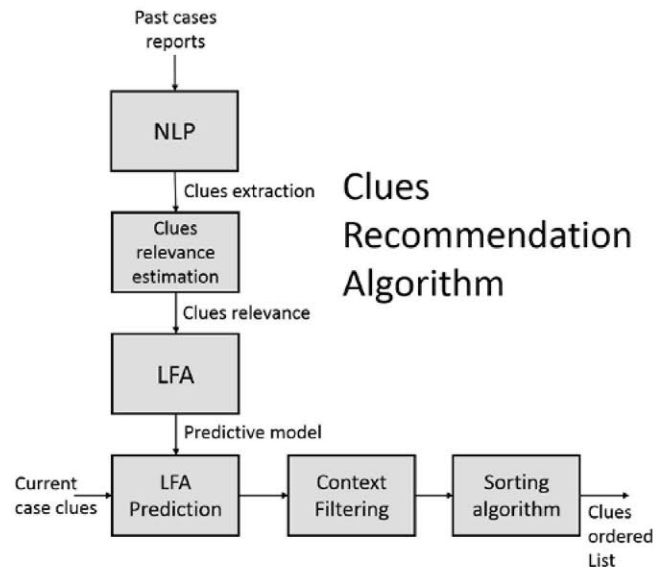 Past cases
reports
NLP
Clues extraction
Clues
Recommendation
Algorithm
Clues
relevance
estimation
Clues relevance
LFA
Predictive model
Current
case clues
LFA
Prediction
Context
Filtering
Sorting
algorithm
Clues
ordered
List